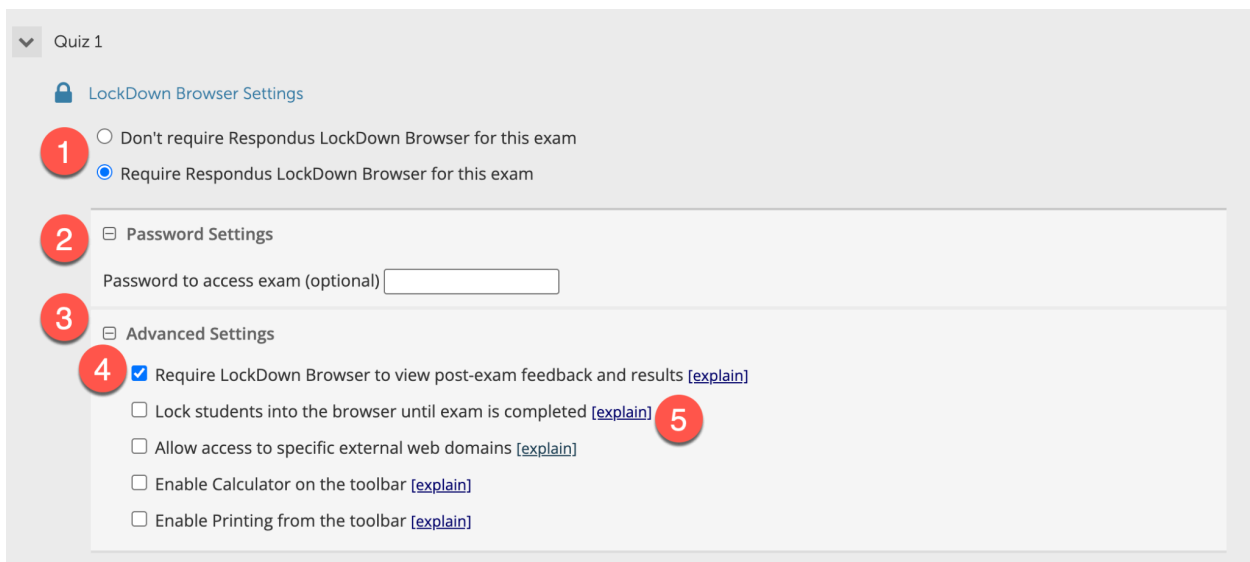 Quiz 1
LockDown Browser Settings
1
Don't require Respondus LockDown Browser for this exam
Require Respondus LockDown Browser for this exam
2
Password Settings
Password to access exam (optional)
3
Advanced Settings
4
Require LockDown Browser to view post-exam feedback and results [explain]
Lock students into the browser until exam is completed [explain]
5
Allow access to specific external web domains [explain]
Enable Calculator on the toolbar [explain]
Enable Printing from the toolbar [explain]